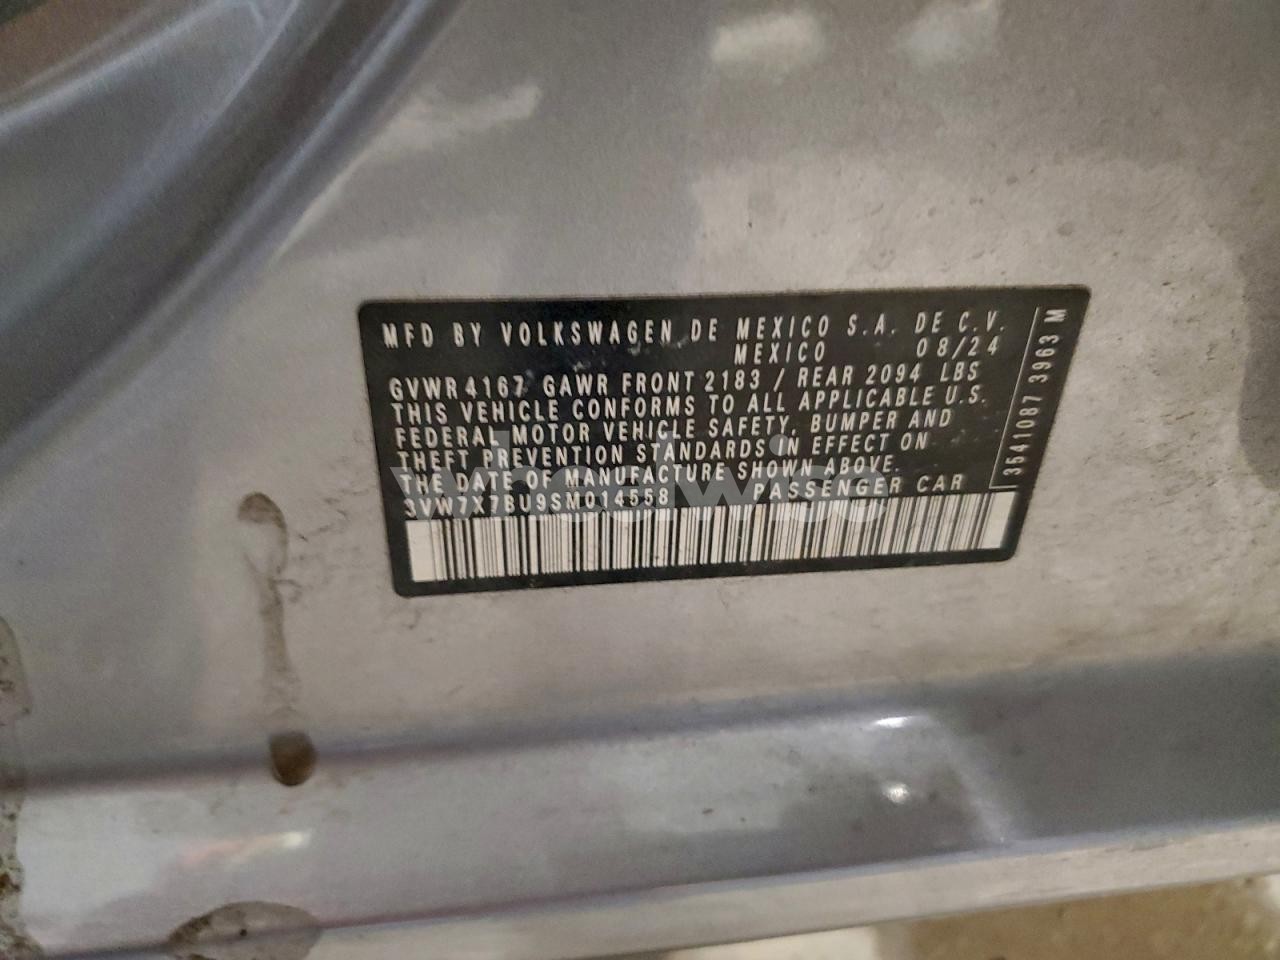 MFD BY VOLKSWAGEN DE MEXICO S.A. DE C.V.
MEXICO 08/24
GVWR 4167 GAWR FRONT 2183 / REAR 2094 LBS
THIS VEHICLE CONFORMS TO ALL APPLICABLE U.S.
FEDERAL MOTOR VEHICLE SAFETY, BUMPER AND
THEFT PREVENTION STANDARDS IN EFFECT ON
THE DATE OF MANUFACTURE SHOWN ABOVE.
3VW7X7BU9SM014558 PASSENGER CAR
3541087 3963 M
wheelwise